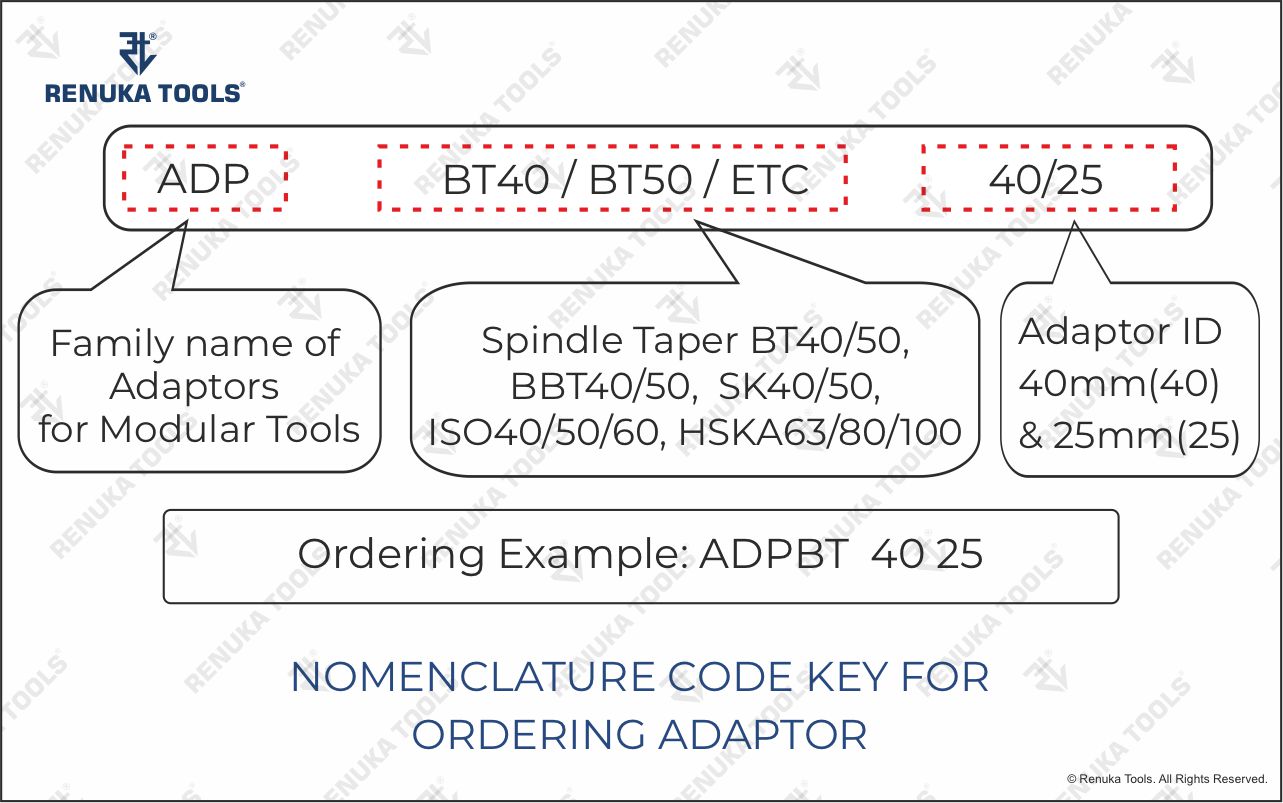 RENUKA TOOLS®
ADP BT40 / BT50 / ETC 40/25
Family name of
Adaptors
for Modular Tools
Spindle Taper BT40/50,
BBT40/50, SK40/50,
ISO40/50/60, HSKA63/80/100
Adaptor ID
40mm(40)
& 25mm(25)
Ordering Example: ADPBT 40 25
NOMENCLATURE CODE KEY FOR
ORDERING ADAPTOR
© Renuka Tools. All Rights Reserved.